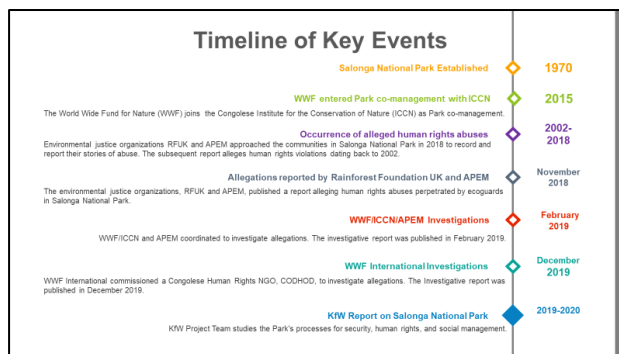 Timeline of Key Events
Salonga National Park Established
1970
WWF entered Park co-management with ICCN
2015
The World Wide Fund for Nature (WWF) joins the Congolese Institute for the Conservation of Nature (ICCN) as Park co-management.
Occurrence of alleged human rights abuses
2002-
2018
Environmental justice organizations RFUK and APEM approached the communities in Salonga National Park in 2018 to record and
report their stories of abuse. The subsequent report alleges human rights violations dating back to 2002.
Allegations reported by Rainforest Foundation UK and APEM
November
2018
The environmental justice organizations, RFUK and APEM, published a report alleging human rights abuses perpetrated by ecoguards
in Salonga National Park.
WWF/ICCN/APEM Investigations
February
2019
WWF/ICCN and APEM coordinated to investigate allegations. The investigative report was published in February 2019.
WWF International Investigations
December
2019
WWF International commissioned a Congolese Human Rights NGO, CODHOD, to investigate allegations. The Investigative report was
published in December 2019.
KfW Report on Salonga National Park
2019-2020
KfW Project Team studies the Park's processes for security, human rights, and social management.